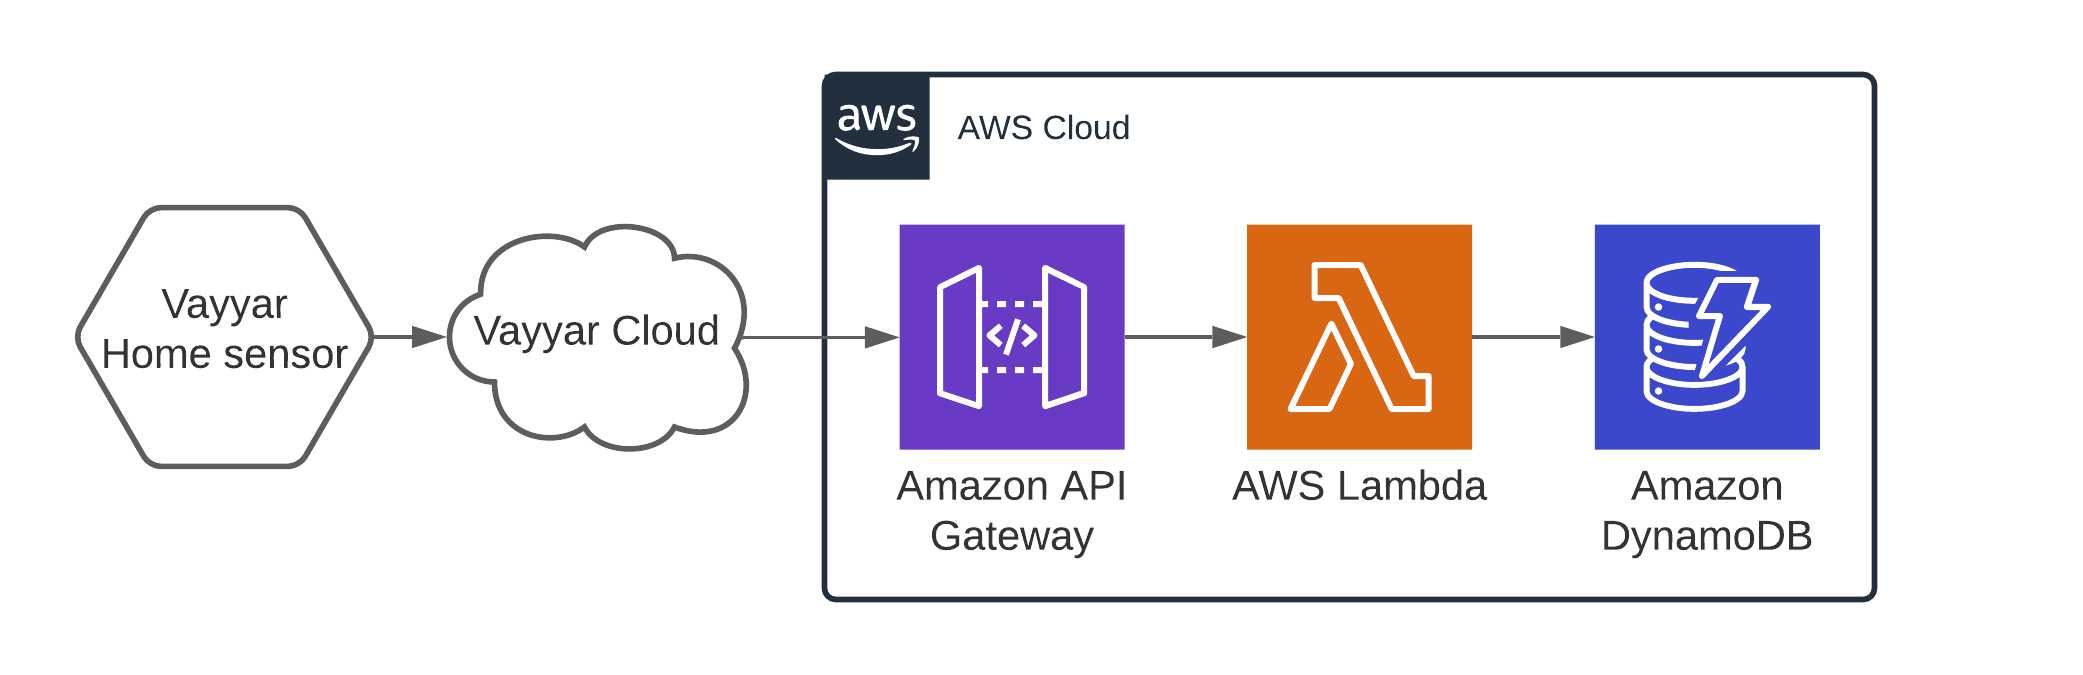 aws
AWS Cloud
Vayyar
Home sensor
Vayyar Cloud
</>
Amazon API
Gateway
AWS Lambda
Amazon
DynamoDB